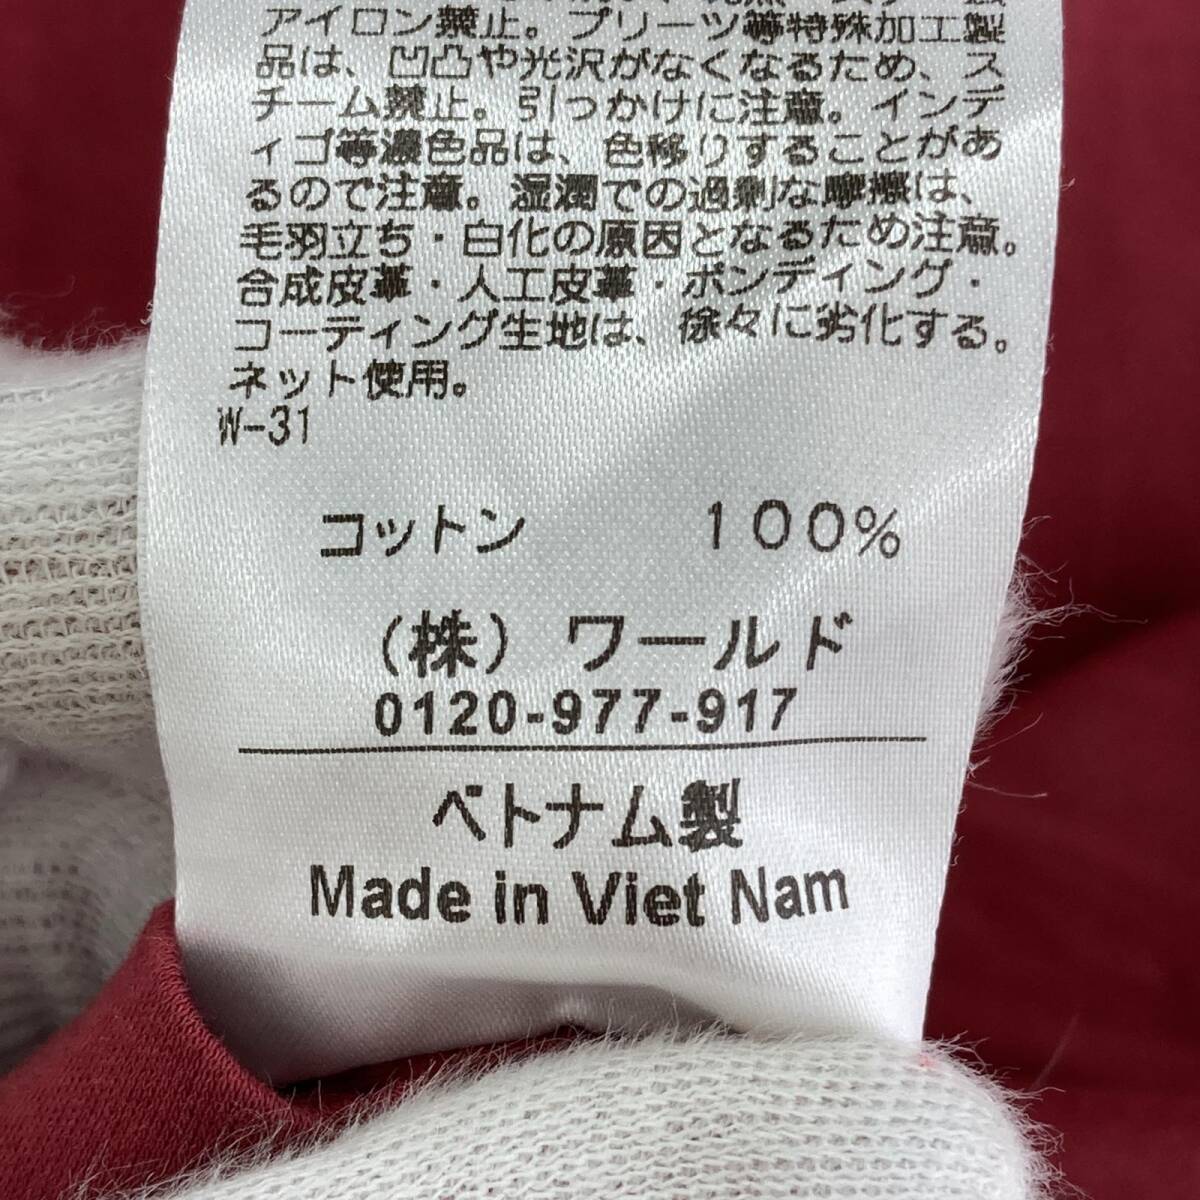 アイロン禁止。プリーツ等特殊加工製
品は、凹凸や光沢がなくなるため、ス
チーム禁止。引っかけに注意。インデ
ィゴ等濃色品は、色移りすることがあ
るので注意。湿潤での過剰な摩擦は、
毛羽立ち・白化の原因となるため注意。
合成皮革・人工皮革・ボンディング・
コーティング生地は、徐々に劣化する。
ネット使用。
W-31
コットン 100%
(株) ワールド
0120-977-917
ベトナム製
Made in Viet Nam